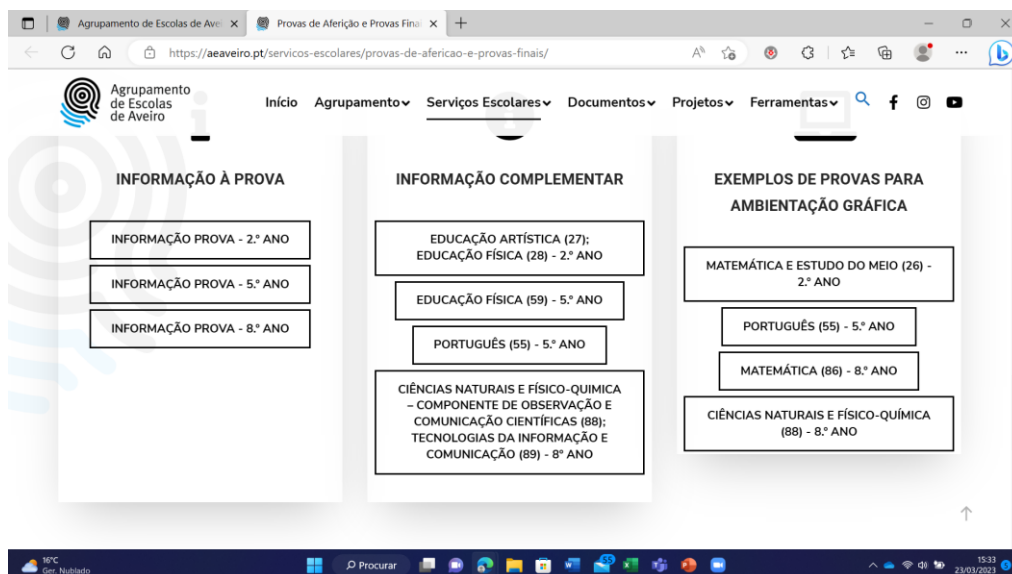 Agrupamento de Escolas de Avei
Provas de Aferição e Provas Finai
https://aeaveiro.pt/servicos-escolares/provas-de-afericao-e-provas-finais/
Agrupamento
de Escolas
de Aveiro
Início Agrupamento Serviços Escolares Documentos Projetos Ferramentas
INFORMAÇÃO À PROVA
INFORMAÇÃO PROVA - 2.º ANO
INFORMAÇÃO PROVA - 5.º ANO
INFORMAÇÃO PROVA - 8.º ANO
INFORMAÇÃO COMPLEMENTAR
EDUCAÇÃO ARTÍSTICA (27);
EDUCAÇÃO FÍSICA (28) - 2.º ANO
EDUCAÇÃO FÍSICA (59) - 5.º ANO
PORTUGUÊS (55) - 5.º ANO
CIÊNCIAS NATURAIS E FÍSICO-QUIMICA
– COMPONENTE DE OBSERVAÇÃO E
COMUNICAÇÃO CIENTÍFICAS (88);
TECNOLOGIAS DA INFORMAÇÃO E
COMUNICAÇÃO (89) - 8º ANO
EXEMPLOS DE PROVAS PARA
AMBIENTAÇÃO GRÁFICA
MATEMÁTICA E ESTUDO DO MEIO (26) -
2.º ANO
PORTUGUÊS (55) - 5.º ANO
MATEMÁTICA (86) - 8.º ANO
CIÊNCIAS NATURAIS E FÍSICO-QUÍMICA
(88) - 8.º ANO
16°C
Ger. Nublado
Procurar
55
15:33
23/03/2023